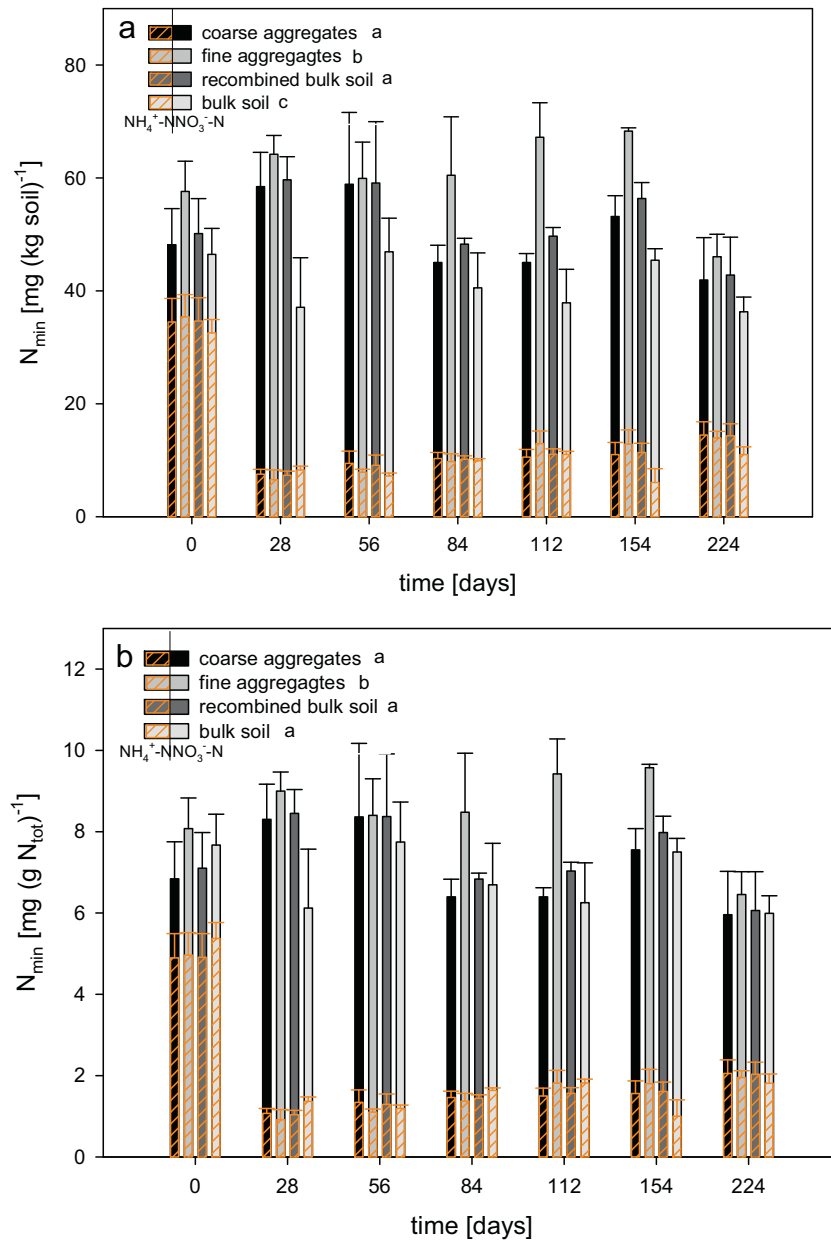 a
coarse aggregates a
fine aggregagtes b
recombined bulk soil a
bulk soil c
NH₄⁺-NNO₃⁻-N
80
60
40
20
0
N_min [mg (kg soil)⁻¹]
0 28 56 84 112 154 224
time [days]
b
coarse aggregates a
fine aggregagtes b
recombined bulk soil a
bulk soil a
NH₄⁺-NNO₃⁻-N
12
10
8
6
4
2
0
N_min [mg (g N_tot)⁻¹]
0 28 56 84 112 154 224
time [days]